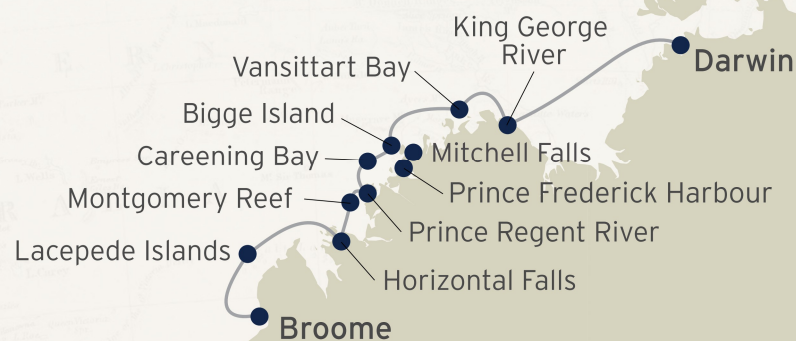 King George
River
Darwin
Vansittart Bay
Bigge Island
Careening Bay
Mitchell Falls
Montgomery Reef
Prince Frederick Harbour
Prince Regent River
Lacepede Islands
Horizontal Falls
Broome